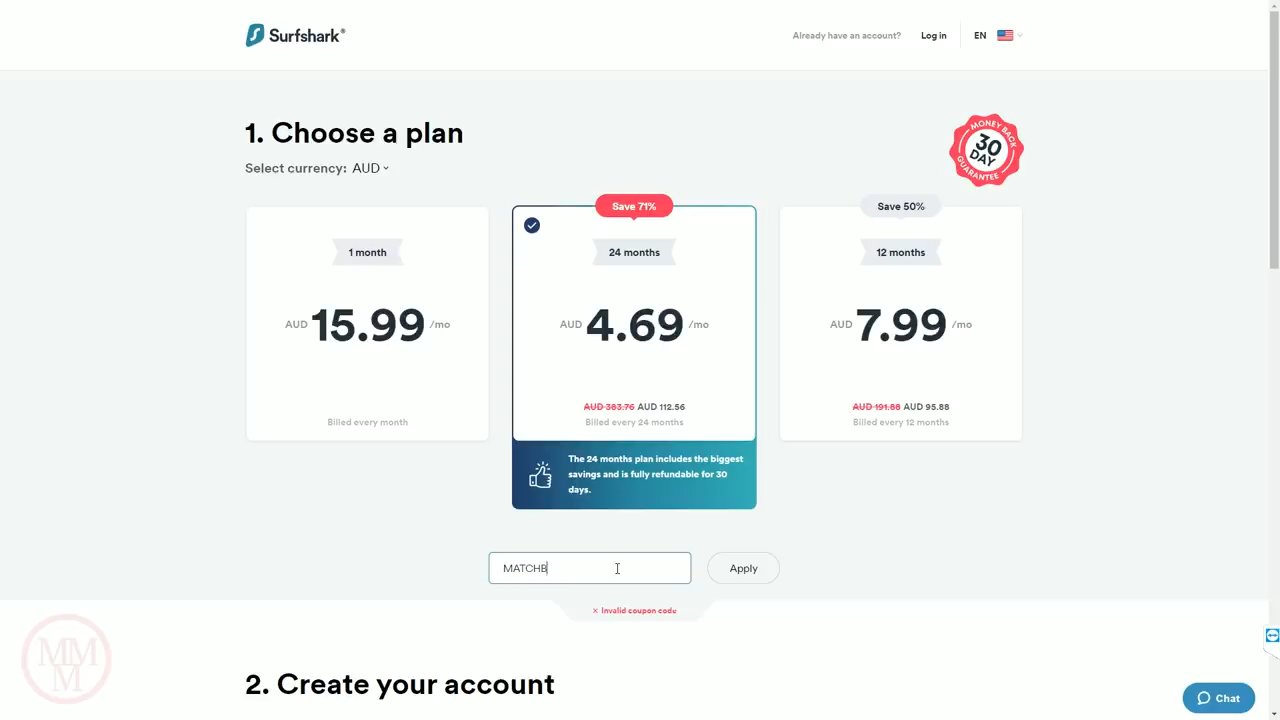 Surfshark®
Already have an account? Log in EN
1. Choose a plan
Select currency: AUD
MONEY BACK
30
DAY
GUARANTEE
Save 71%
Save 50%
1 month
24 months
12 months
AUD 15.99 /mo
AUD 4.69 /mo
AUD 7.99 /mo
AUD 383.76 AUD 112.56
AUD 191.88 AUD 95.88
Billed every month
Billed every 24 months
Billed every 12 months
The 24 months plan includes the biggest
savings and is fully refundable for 30
days.
MATCHB
Apply
× Invalid coupon code
MM
M
2. Create your account
Chat